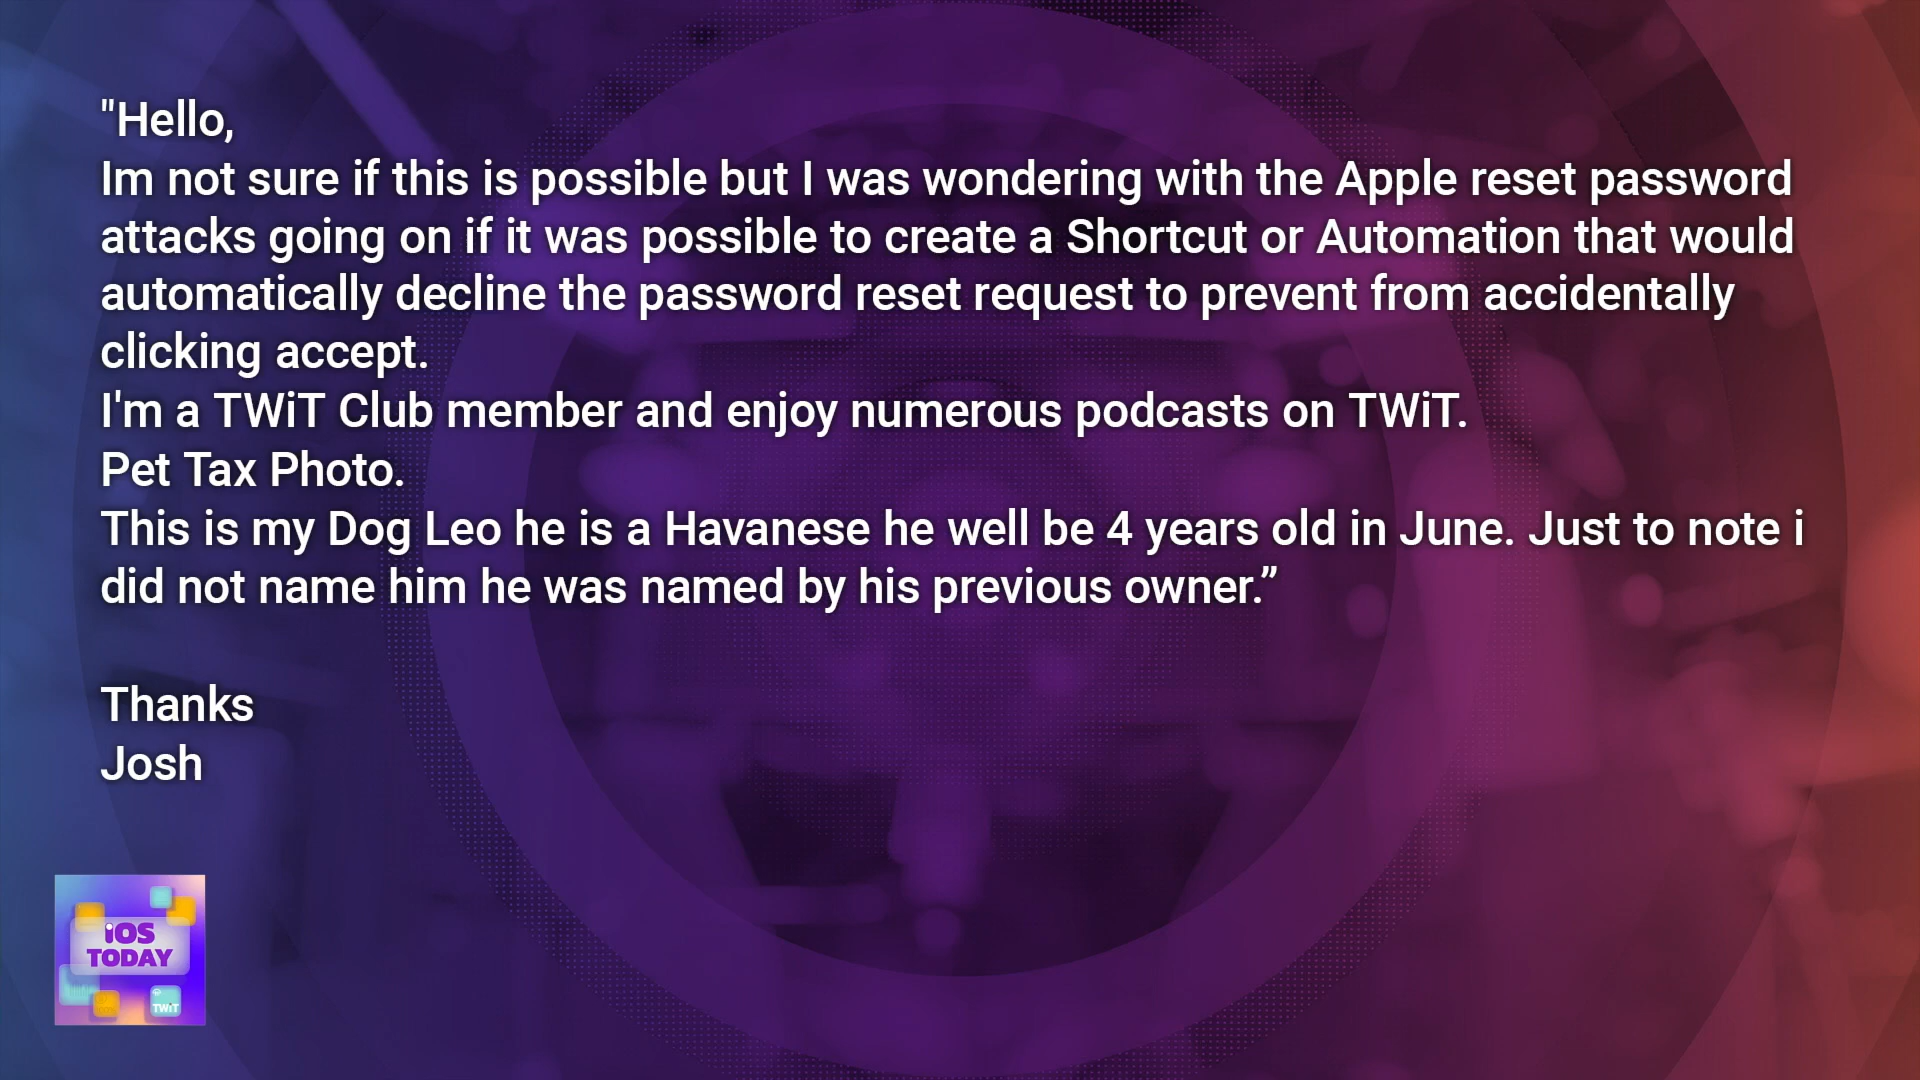 "Hello,
Im not sure if this is possible but I was wondering with the Apple reset password
attacks going on if it was possible to create a Shortcut or Automation that would
automatically decline the password reset request to prevent from accidentally
clicking accept.
I'm a TWiT Club member and enjoy numerous podcasts on TWiT.
Pet Tax Photo.
This is my Dog Leo he is a Havanese he well be 4 years old in June. Just to note i
did not name him he was named by his previous owner.”
Thanks
Josh
iOS
TODAY
TWiT